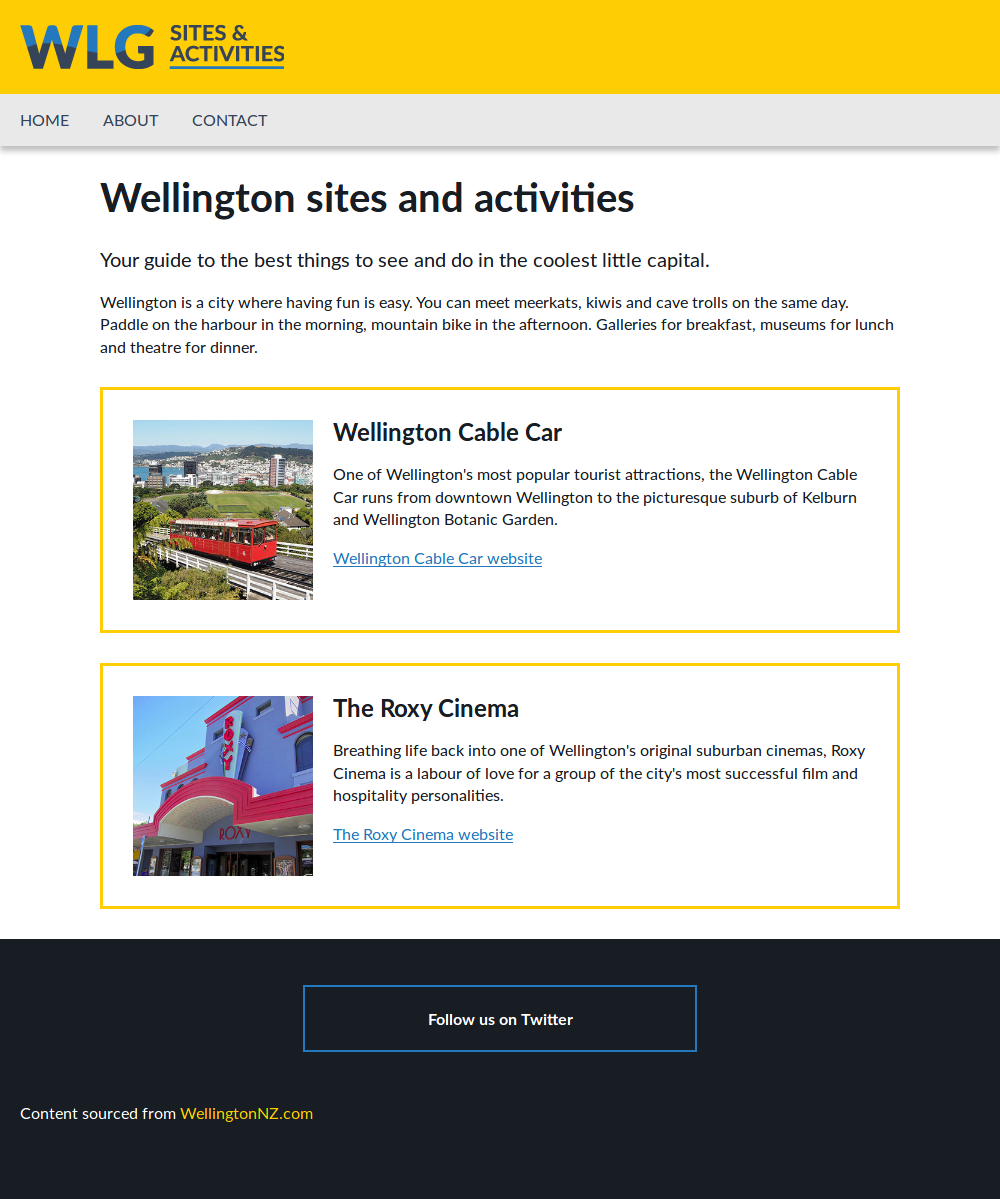 WLG SITES &
ACTIVITIES
HOME ABOUT CONTACT
Wellington sites and activities
Your guide to the best things to see and do in the coolest little capital.
Wellington is a city where having fun is easy. You can meet meerkats, kiwis and cave trolls on the same day.
Paddle on the harbour in the morning, mountain bike in the afternoon. Galleries for breakfast, museums for lunch
and theatre for dinner.
Wellington Cable Car
One of Wellington's most popular tourist attractions, the Wellington Cable
Car runs from downtown Wellington to the picturesque suburb of Kelburn
and Wellington Botanic Garden.
Wellington Cable Car website
ROXY
ROXY
The Roxy Cinema
Breathing life back into one of Wellington's original suburban cinemas, Roxy
Cinema is a labour of love for a group of the city's most successful film and
hospitality personalities.
The Roxy Cinema website
Follow us on Twitter
Content sourced from WellingtonNZ.com